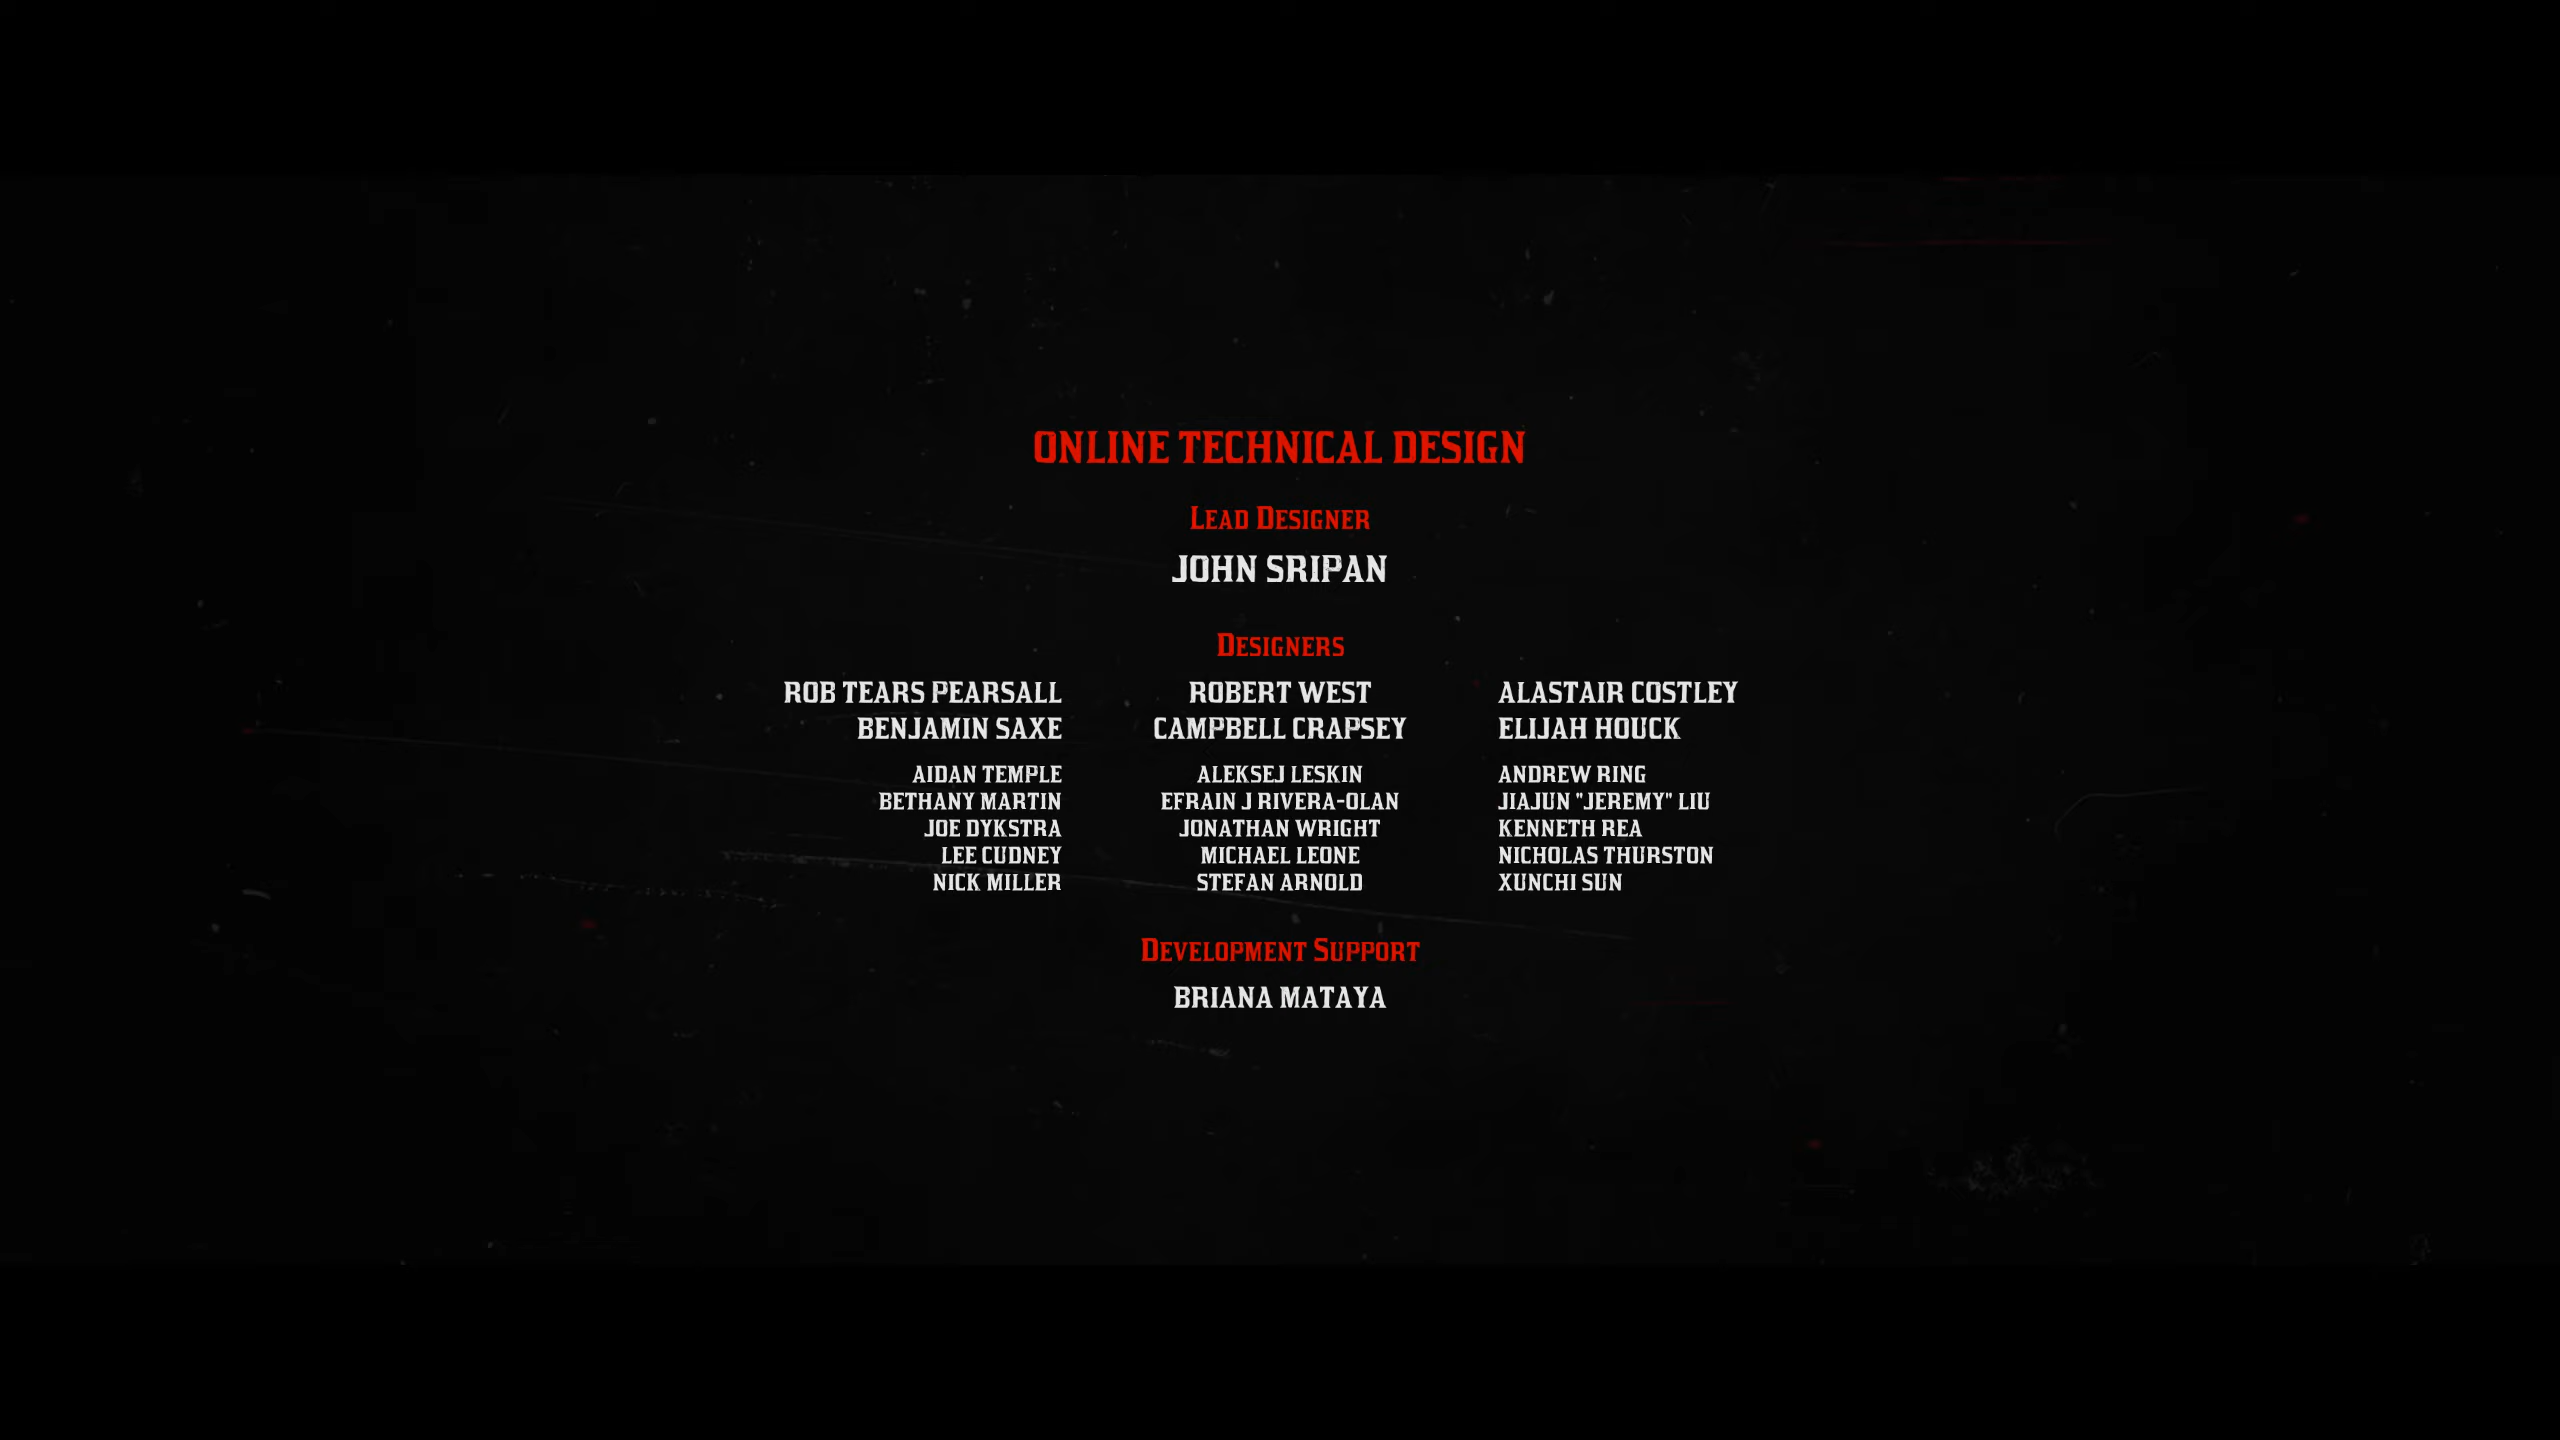 ONLINE TECHNICAL DESIGN
LEAD DESIGNER
JOHN SRIPAN
DESIGNERS
ROB TEARS PEARSALL ROBERT WEST ALASTAIR COSTLEY
BENJAMIN SAXE CAMPBELL CRAPSEY ELIJAH HOUCK
AIDAN TEMPLE ALEKSEJ LESKIN ANDREW RING
BETHANY MARTIN EFRAIN J RIVERA-OLAN JIAJUN "JEREMY" LIU
JOE DYKSTRA JONATHAN WRIGHT KENNETH REA
LEE CUDNEY MICHAEL LEONE NICHOLAS THURSTON
NICK MILLER STEFAN ARNOLD XUNCHI SUN
DEVELOPMENT SUPPORT
BRIANA MATAYA